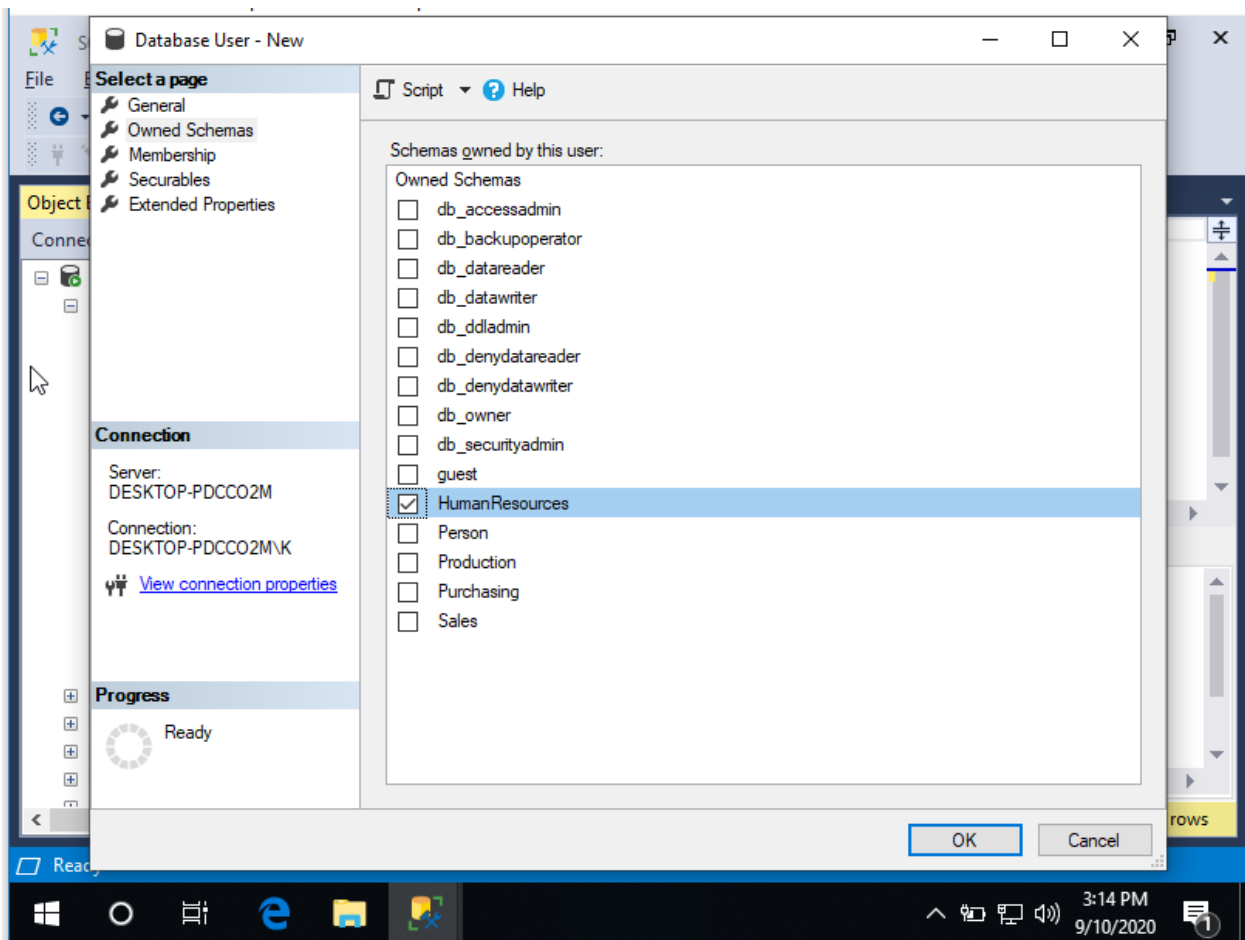 Database User - New
File
Select a page
General
Owned Schemas
Membership
Securables
Extended Properties
Script
Help
Schemas owned by this user:
Owned Schemas
db_accessadmin
db_backupoperator
db_datareader
db_datawriter
db_ddladmin
db_denydatareader
db_denydatawriter
db_owner
db_securityadmin
guest
HumanResources
Person
Production
Purchasing
Sales
Object
Connection
Server:
DESKTOP-PDCCO2M
Connection:
DESKTOP-PDCCO2M\K
View connection properties
Progress
Ready
OK
Cancel
rows
3:14 PM
9/10/2020
1